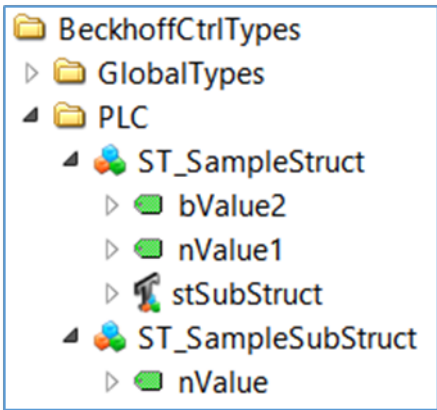 BeckhoffCtrlTypes
GlobalTypes
PLC
ST_SampleStruct
bValue2
nValue1
stSubStruct
ST_SampleSubStruct
nValue